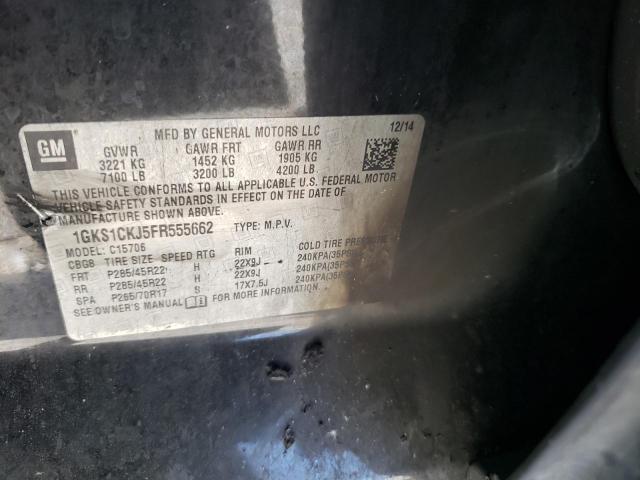 GM
MFD BY GENERAL MOTORS LLC 12/14
GVWR GAWR FRT GAWR RR
3221 KG 1452 KG 1905 KG
7100 LB 3200 LB 4200 LB
THIS VEHICLE CONFORMS TO ALL APPLICABLE U.S. FEDERAL MOTOR
VEHICLE SAFETY STANDARDS IN EFFECT ON THE DATE OF
MANUFACTURE SHOWN ABOVE.
1GKS1CKJ5FR555662 TYPE: M.P.V.
MODEL: C15706
CBG8 TIRE SIZE SPEED RTG RIM COLD TIRE PRESSURE
FRT P285/45R22 H 22X9J 240KPA(35PSI)
RR P285/45R22 H 22X9J 240KPA(35PSI)
SPA P265/70R17 S 17X7.5J 240KPA(35PSI)
SEE OWNER'S MANUAL